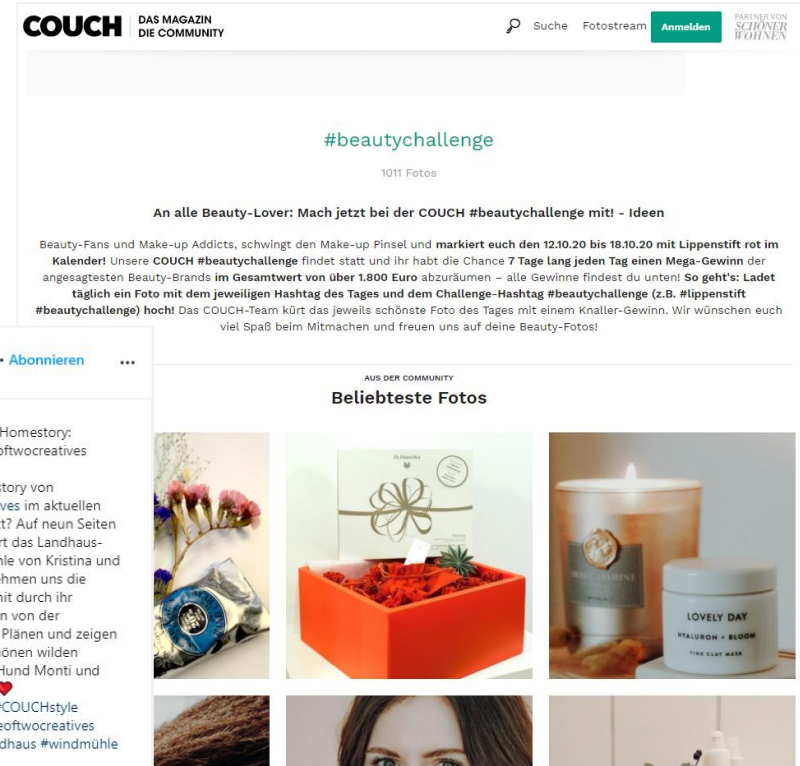 COUCH
DAS MAGAZIN
DIE COMMUNITY
Suche
Fotostream
Anmelden
PARTNER VON
SCHÖNER
WOHNEN
#beautychallenge
1011 Fotos
An alle Beauty-Lover: Mach jetzt bei der COUCH #beautychallenge mit! - Ideen
Beauty-Fans und Make-up Addicts, schwingt den Make-up Pinsel und markiert euch den 12.10.20 bis 18.10.20 mit Lippenstift rot im
Kalender! Unsere COUCH #beautychallenge findet statt und ihr habt die Chance 7 Tage lang jeden Tag einen Mega-Gewinn der
angesagtesten Beauty-Brands im Gesamtwert von über 1.800 Euro abzuräumen – alle Gewinne findest du unten! So geht's: Ladet
täglich ein Foto mit dem jeweiligen Hashtag des Tages und dem Challenge-Hashtag #beautychallenge (z.B. #lippenstift
#beautychallenge) hoch! Das COUCH-Team kürt das jeweils schönste Foto des Tages mit einem Knaller-Gewinn. Wir wünschen euch
viel Spaß beim Mitmachen und freuen uns auf deine Beauty-Fotos!
• Abonnieren
...
Homestory:
oftwocreatives
story von
ves im aktuellen
t? Auf neun Seiten
rt das Landhaus-
hle von Kristina und
ehmen uns die
mit durch ihr
n von der
Plänen und zeigen
hönen wilden
Hund Monti und
#COUCHstyle
eoftwocreatives
dhaus #windmühle
AUS DER COMMUNITY
Beliebteste Fotos
Dr. Hauschka
LOVELY DAY
HYALURON + BLOOM
PINK CLAY MASK